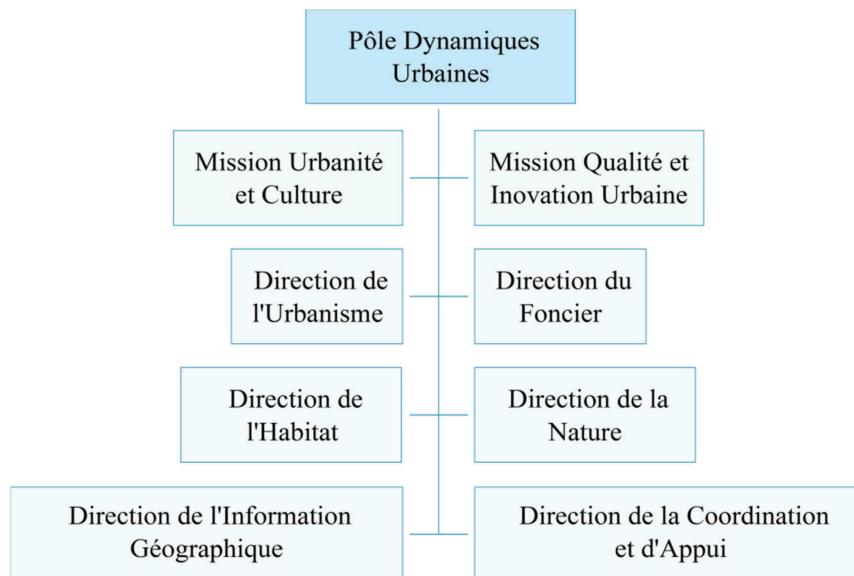 Pôle Dynamiques
Urbaines
Mission Urbanité
et Culture
Mission Qualité et
Inovation Urbaine
Direction de
l'Urbanisme
Direction du
Foncier
Direction de
l'Habitat
Direction de la
Nature
Direction de l'Information
Géographique
Direction de la Coordination
et d'Appui